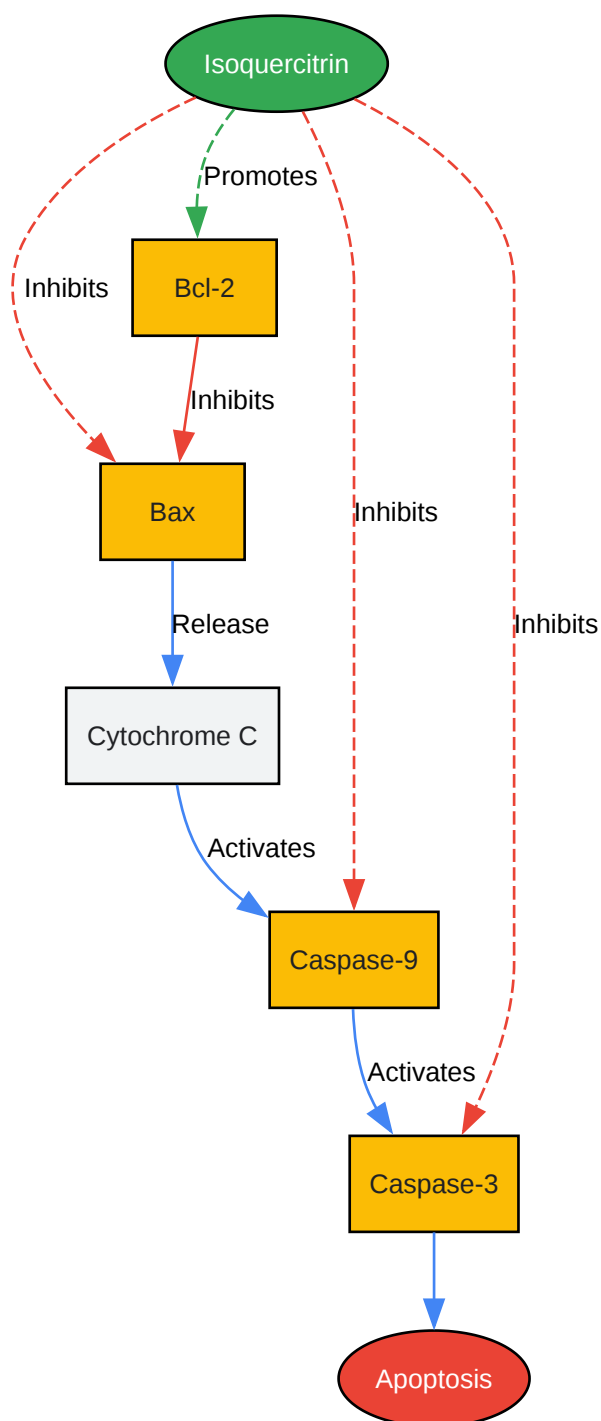 Isoquercitrin
Promotes
Inhibits
Bcl-2
Inhibits
Bax
Inhibits
Release
Inhibits
Cytochrome C
Activates
Caspase-9
Activates
Caspase-3
Apoptosis